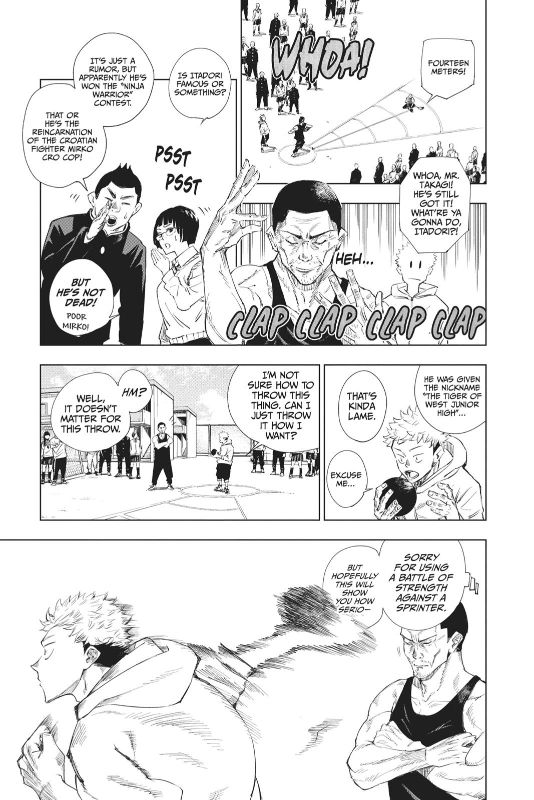 FOURTEEN
METERS!
WHOA!
WHOA, MR.
TAKAGI!
HE'S STILL
GOT IT!
WHAT'RE YA
GONNA DO,
ITADORI?!
HEH...
CLAP CLAP CLAP CLAP
IS ITADORI
FAMOUS OR
SOMETHING?
IT'S JUST A
RUMOR, BUT
APPARENTLY HE'S
WON THE "NINJA
WARRIOR"
CONTEST.
THAT OR
HE'S THE
REINCARNATION
OF THE CROATIAN
FIGHTER MIRKO
CRO COP!
PSST
PSST
BUT
HE'S NOT
DEAD!
POOR
MIRKO!
HE WAS GIVEN
THE NICKNAME
"THE TIGER OF
WEST JUNIOR
HIGH"...
THAT'S
KINDA
LAME.
EXCUSE
ME...
I'M NOT
SURE HOW TO
THROW THIS
THING. CAN I
JUST THROW
IT HOW I
WANT?
HM?
WELL,
IT DOESN'T
MATTER FOR
THIS THROW.
SORRY
FOR USING
A BATTLE OF
STRENGTH
AGAINST A
SPRINTER.
BUT
HOPEFULLY
THIS WILL
SHOW
YOU HOW
SERIO—